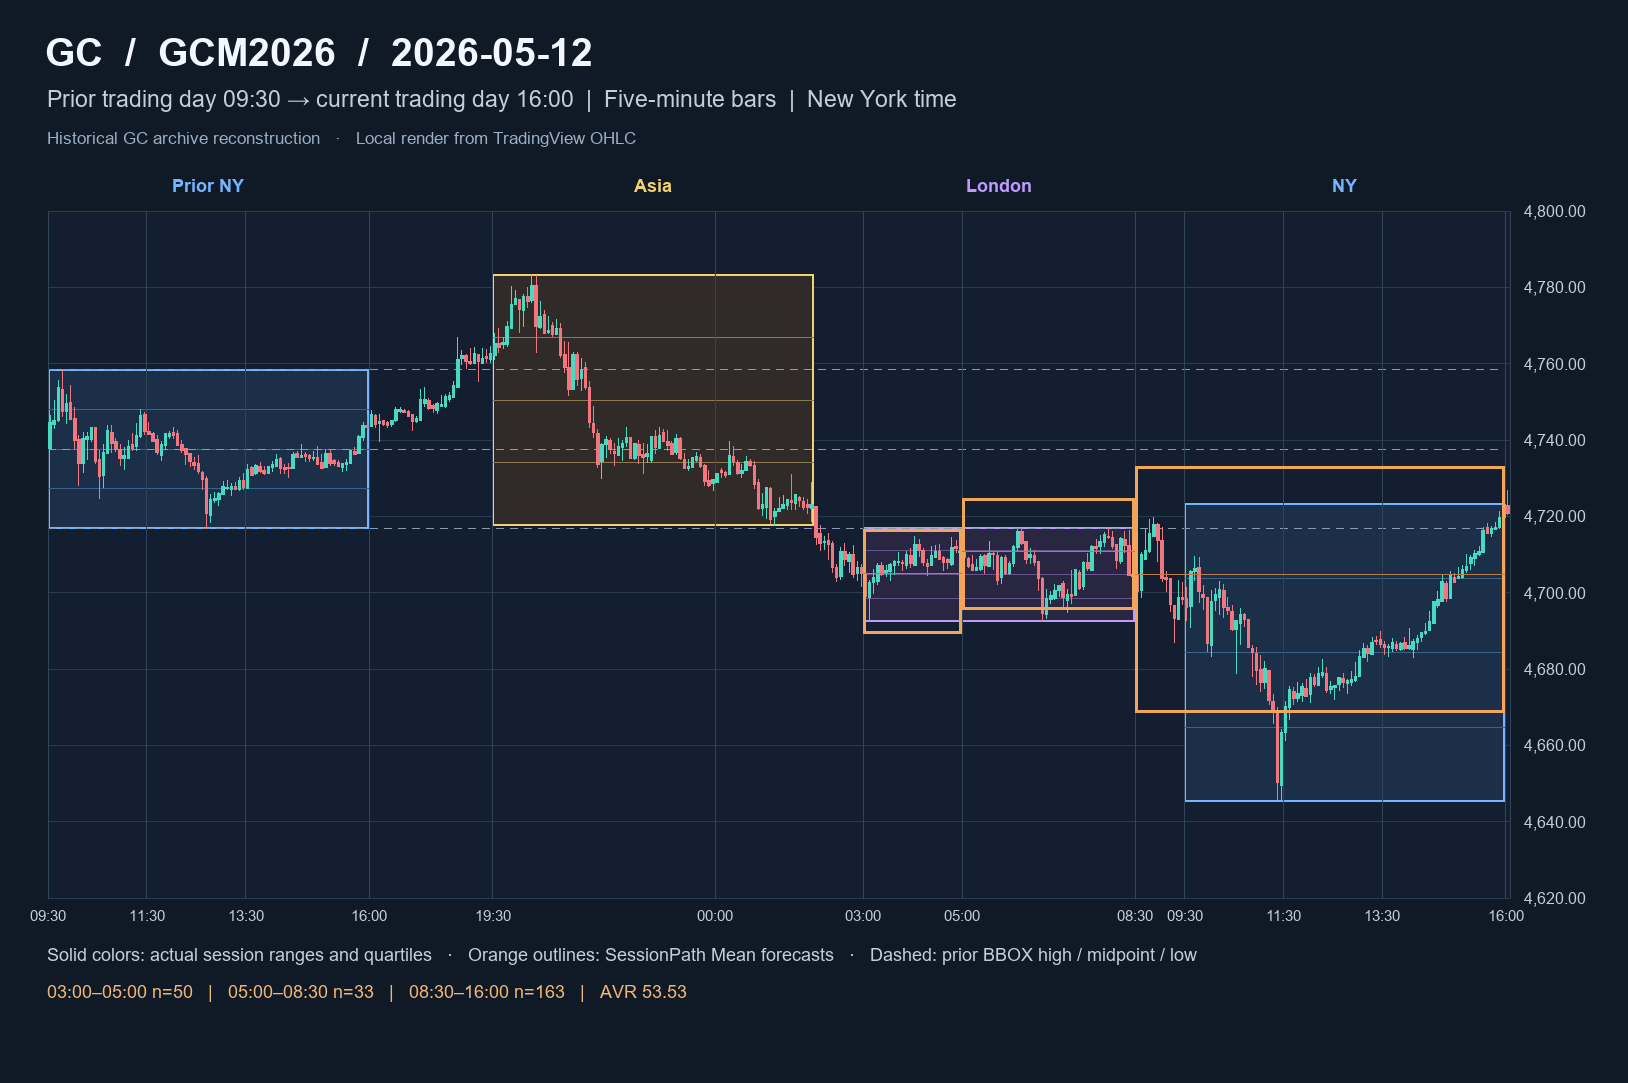 GC / GCM2026 / 2026-05-12
Prior trading day 09:30 → current trading day 16:00 | Five-minute bars | New York time
Historical GC archive reconstruction · Local render from TradingView OHLC
Prior NY Asia London NY
4,800.00
4,780.00
4,760.00
4,740.00
4,720.00
4,700.00
4,680.00
4,660.00
4,640.00
4,620.00
09:30 11:30 13:30 16:00 19:30 00:00 03:00 05:00 08:30 09:30 11:30 13:30 16:00
Solid colors: actual session ranges and quartiles · Orange outlines: SessionPath Mean forecasts · Dashed: prior BBOX high / midpoint / low
03:00–05:00 n=50 | 05:00–08:30 n=33 | 08:30–16:00 n=163 | AVR 53.53